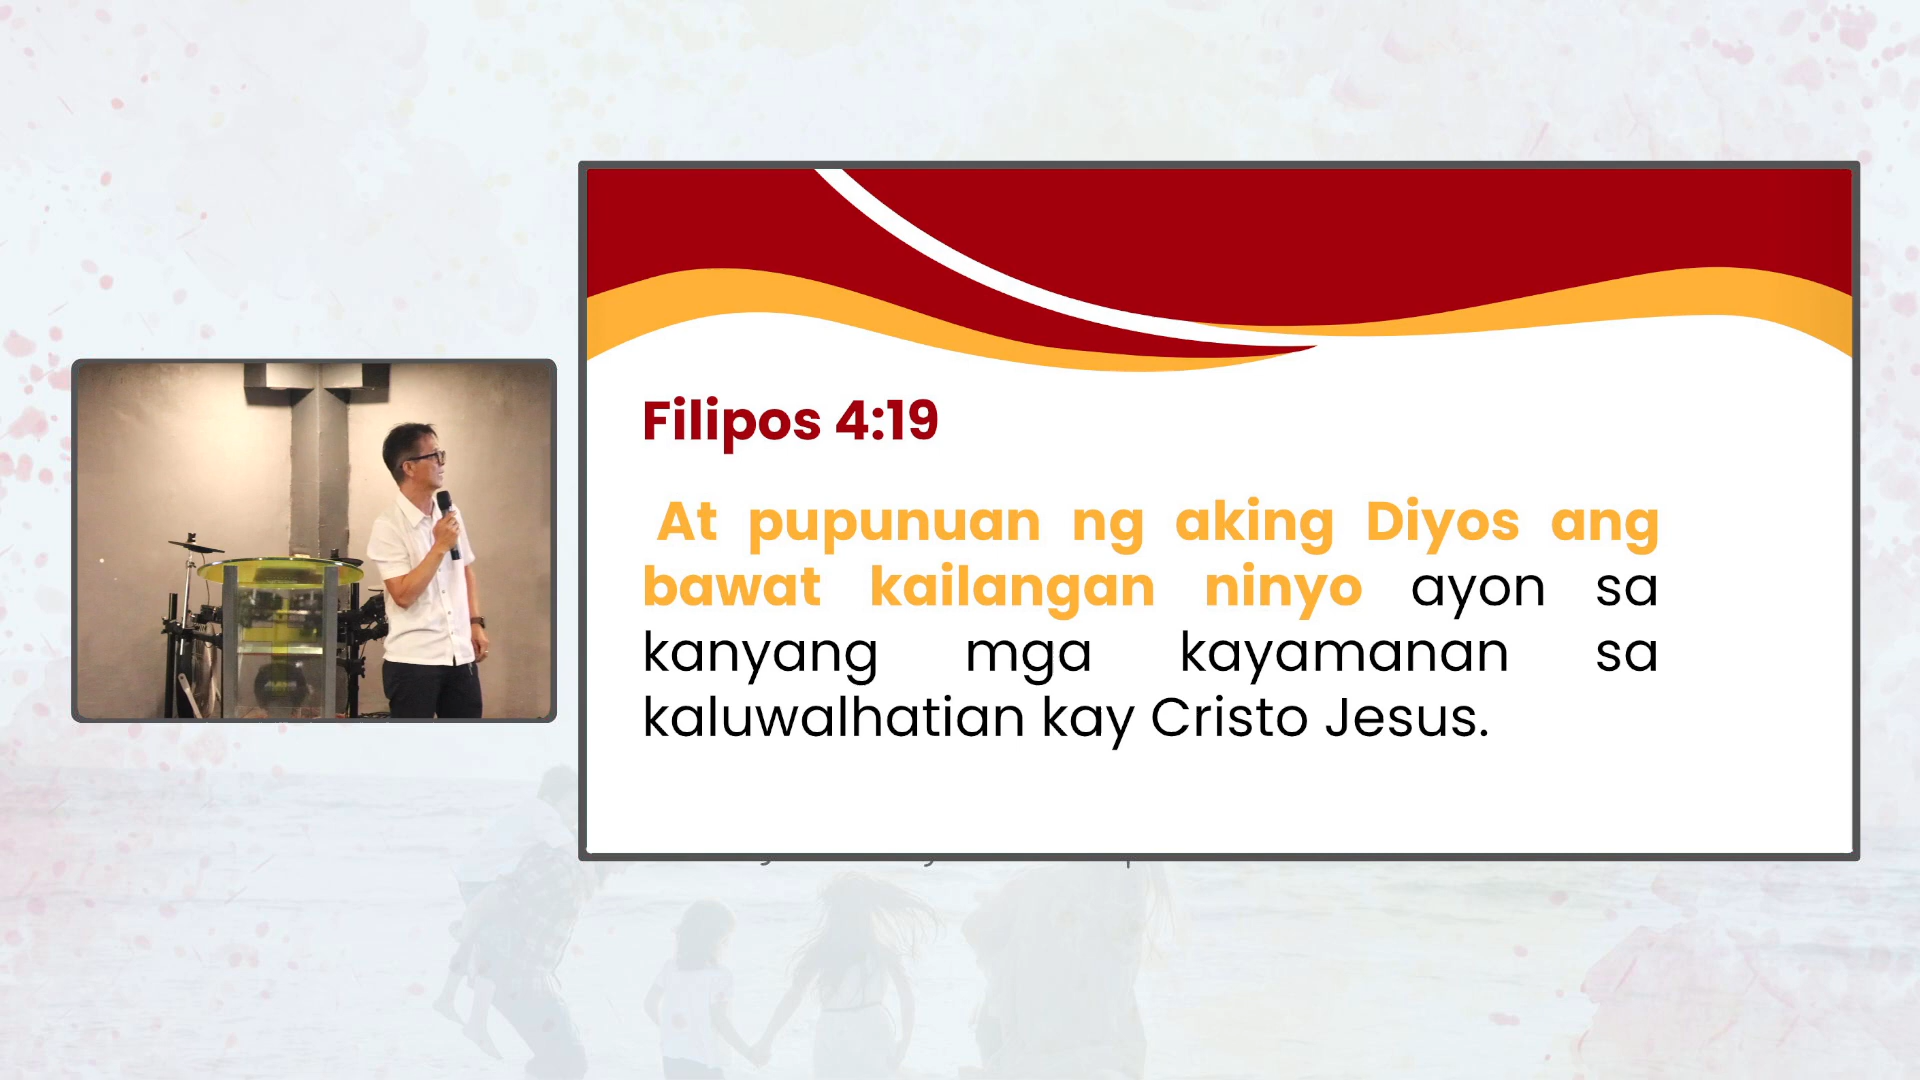 Filipos 4:19
At pupunuan ng aking Diyos ang
bawat kailangan ninyo ayon sa
kanyang mga kayamanan sa
kaluwalhatian kay Cristo Jesus.